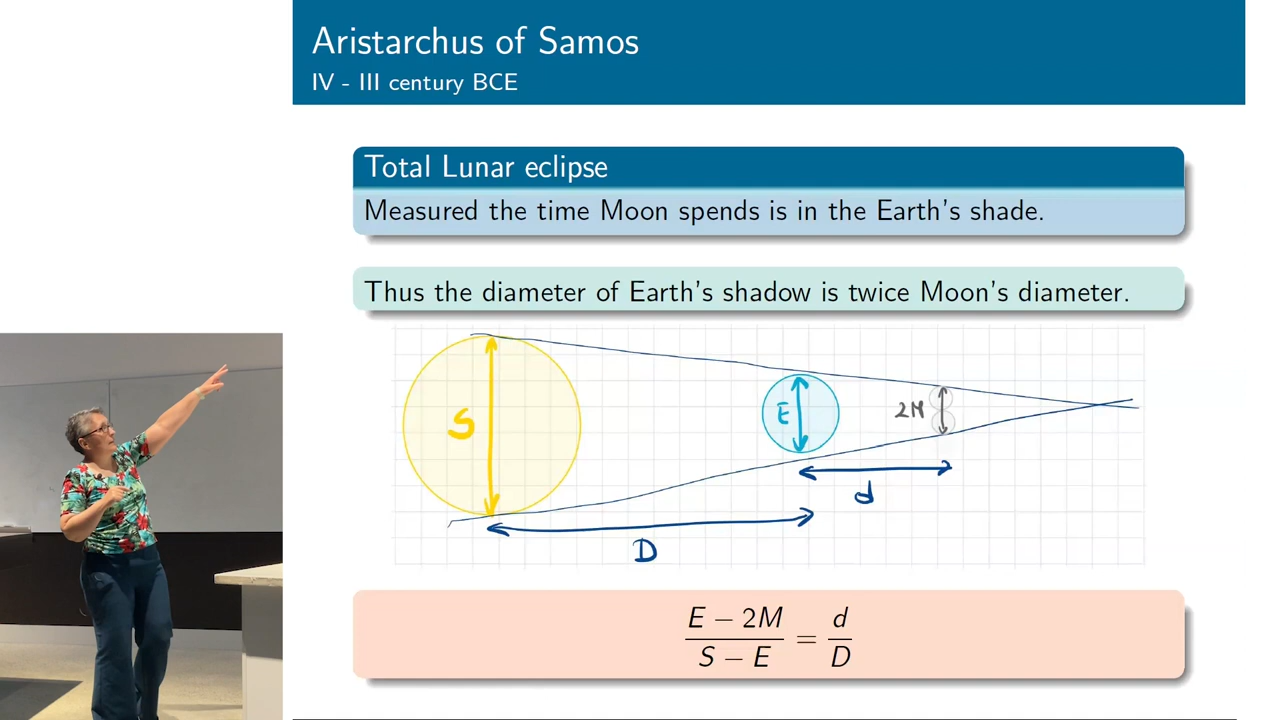 Aristarchus of Samos
IV - III century BCE
Total Lunar eclipse
Measured the time Moon spends is in the Earth's shade.
Thus the diameter of Earth's shadow is twice Moon's diameter.
S
E
2M
d
D
E − 2M
S − E
=
d
D